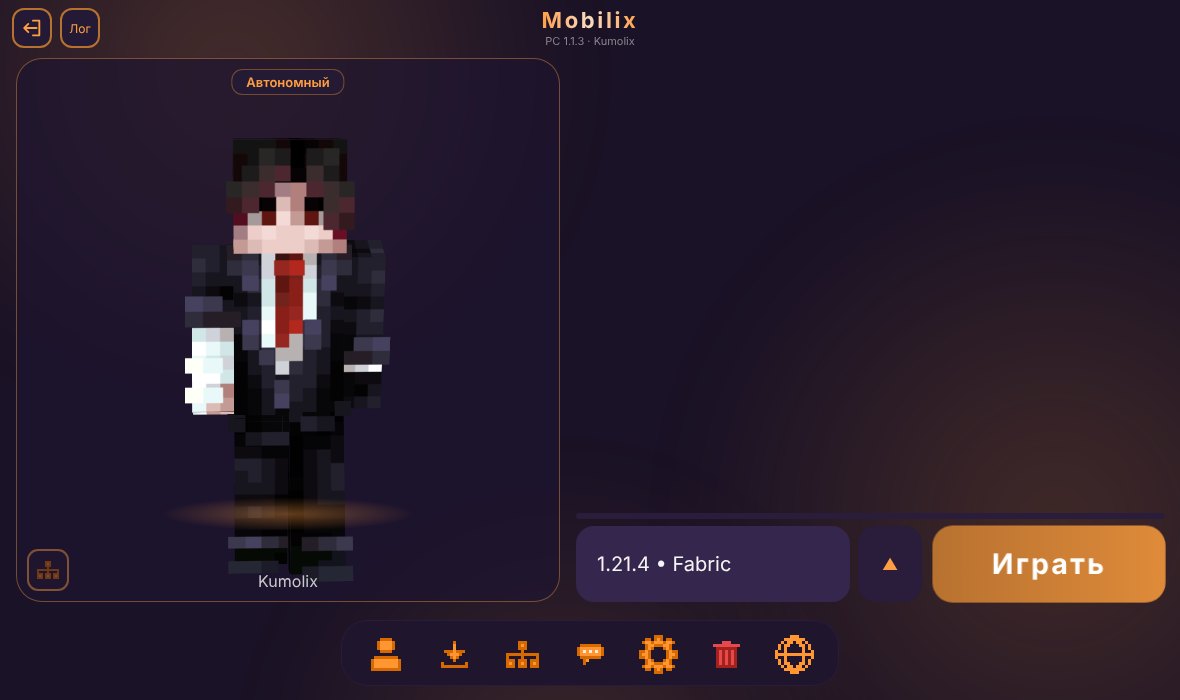 Лог
Mobilix
PC 1.1.3 · Kumolix
Автономный
Kumolix
1.21.4 • Fabric
Играть